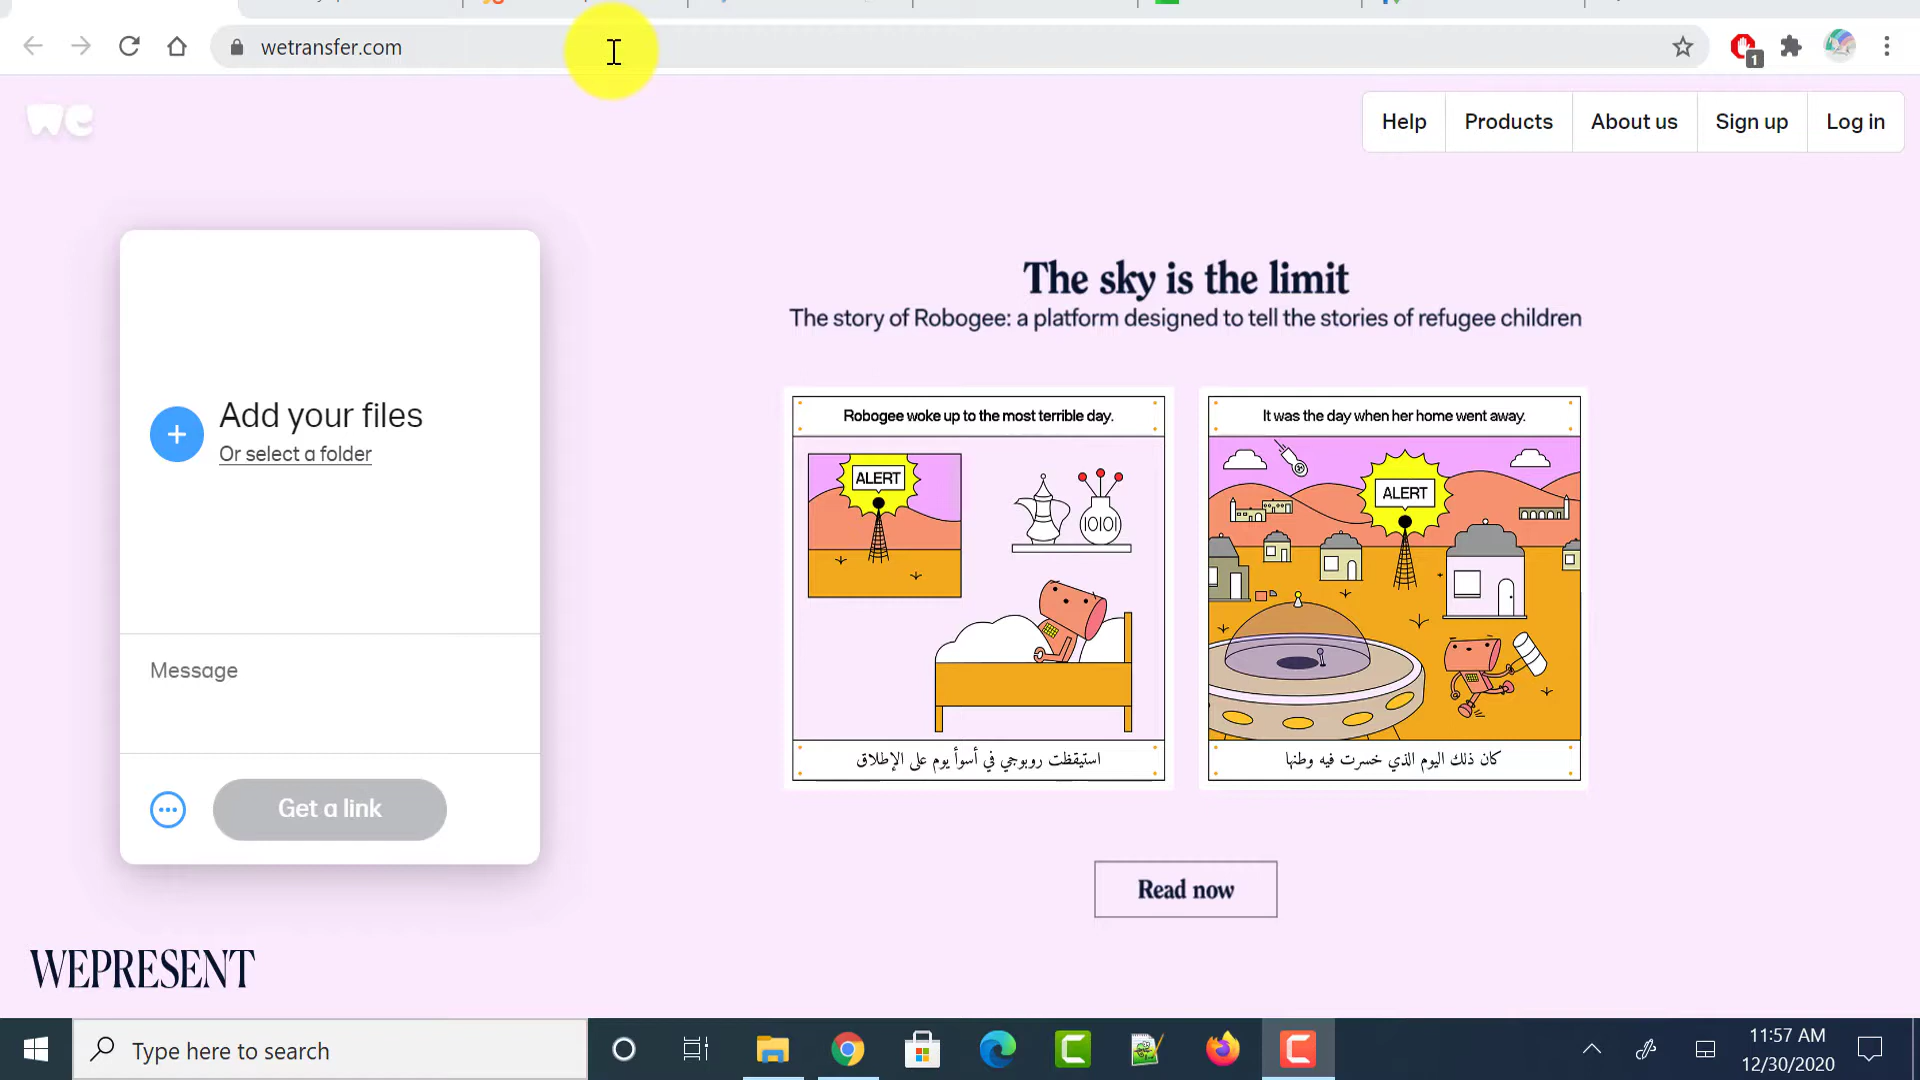 wetransfer.com
1
we
Help
Products
About us
Sign up
Log in
Add your files
Or select a folder
Message
Get a link
The sky is the limit
The story of Robogee: a platform designed to tell the stories of refugee children
Robogee woke up to the most terrible day.
ALERT
10101
استيقظت روبوجي في أسوأ يوم على الإطلاق
It was the day when her home went away.
ALERT
كان ذلك اليوم الذي خسرت فيه وطنها
Read now
WEPRESENT
Type here to search
11:57 AM
12/30/2020